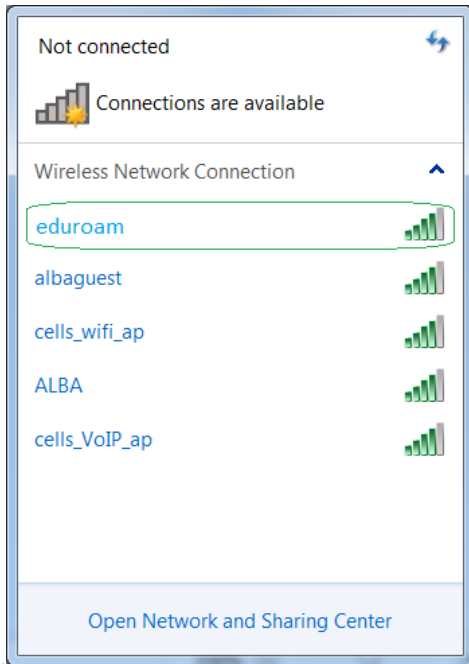 Not connected
Connections are available
Wireless Network Connection
eduroam
albaguest
cells_wifi_ap
ALBA
cells_VoIP_ap
Open Network and Sharing Center